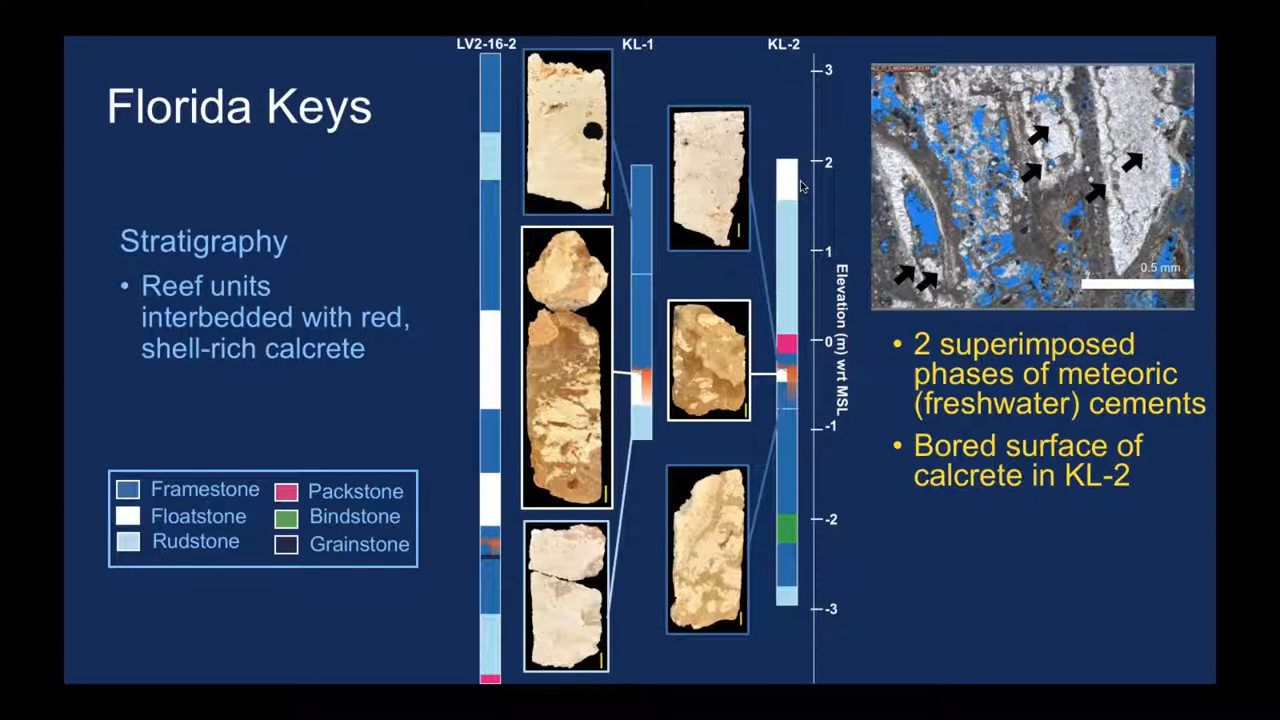 LV2-16-2
KL-1
KL-2
Florida Keys
Stratigraphy
• Reef units
interbedded with red,
shell-rich calcrete
Framestone
Packstone
Floatstone
Bindstone
Rudstone
Grainstone
3
2
1
0
-1
-2
-3
Elevation (m) wrt MSL
0.5 mm
• 2 superimposed
phases of meteoric
(freshwater) cements
• Bored surface of
calcrete in KL-2